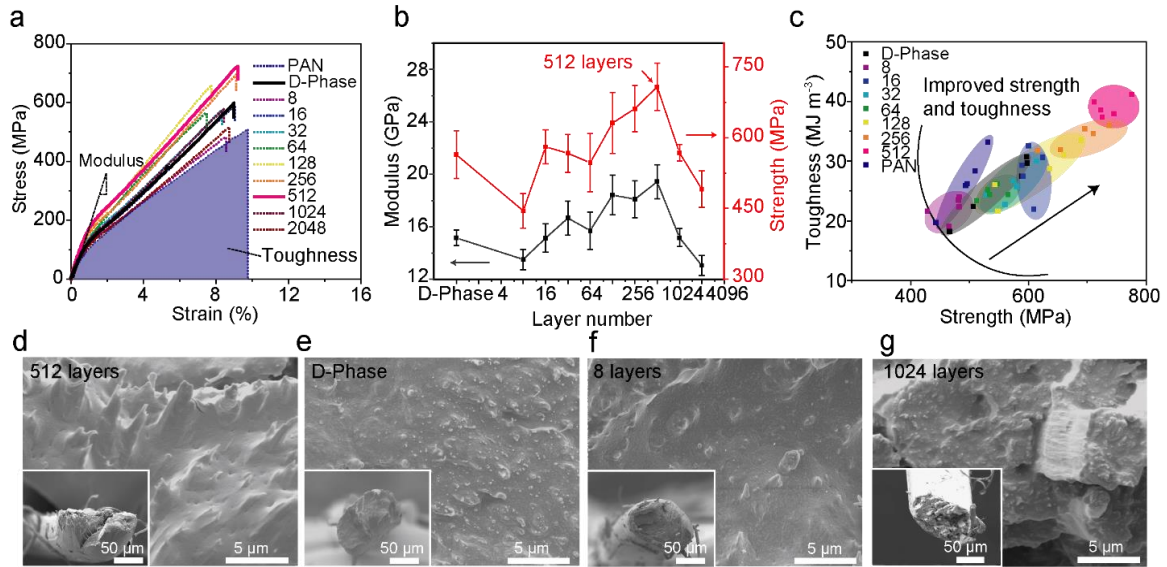 a
800
600
400
200
0
Stress (MPa)
0
4
8
12
16
Strain (%)
Modulus
Toughness
PAN
D-Phase
8
16
32
64
128
256
512
1024
2048
b
28
24
20
16
12
Modulus (GPa)
512 layers
750
600
450
300
Strength (MPa)
D-Phase 4 16 64 256 1024 4096
Layer number
c
50
40
30
20
10
Toughness (MJ m⁻³)
D-Phase
8
16
32
64
128
256
512
PAN
Improved strength
and toughness
400 600 800
Strength (MPa)
d
512 layers
50 µm
5 µm
e
D-Phase
50 µm
5 µm
f
8 layers
50 µm
5 µm
g
1024 layers
50 µm
5 µm